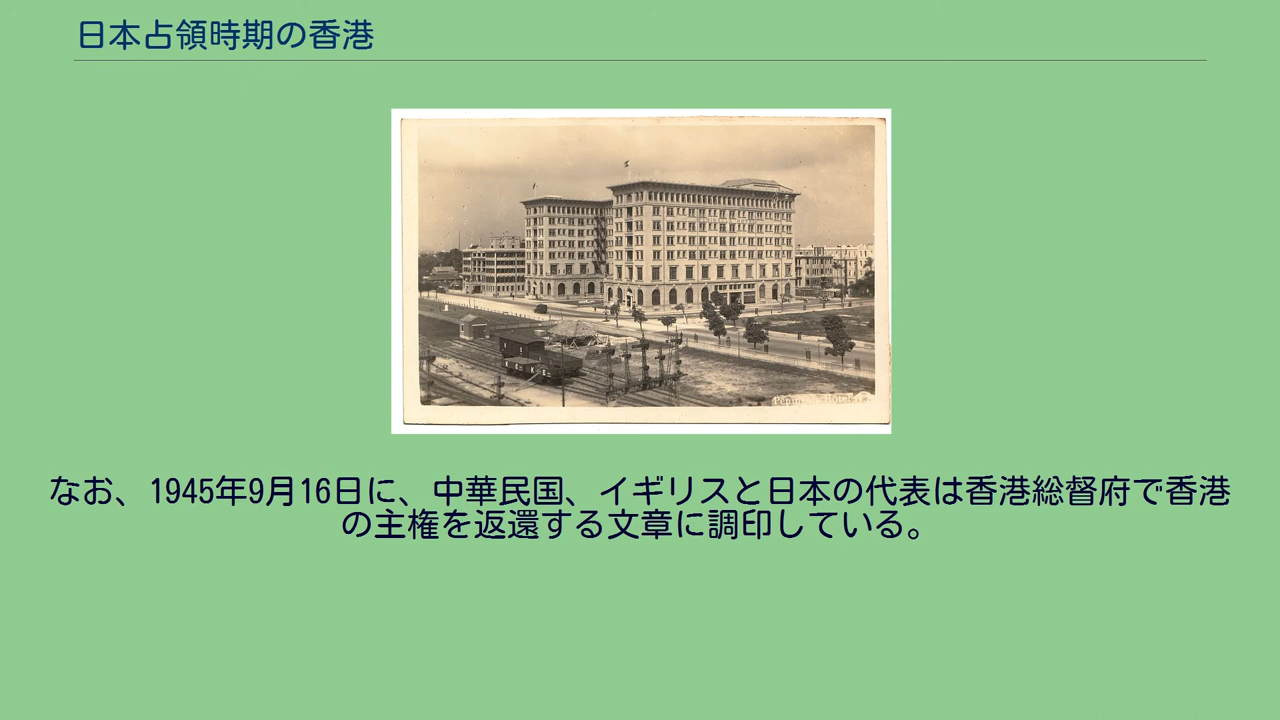 日本占領時期の香港
Peninsula Hotel
なお、1945年9月16日に、中華民国、イギリスと日本の代表は香港総督府で香港
の主権を返還する文章に調印している。